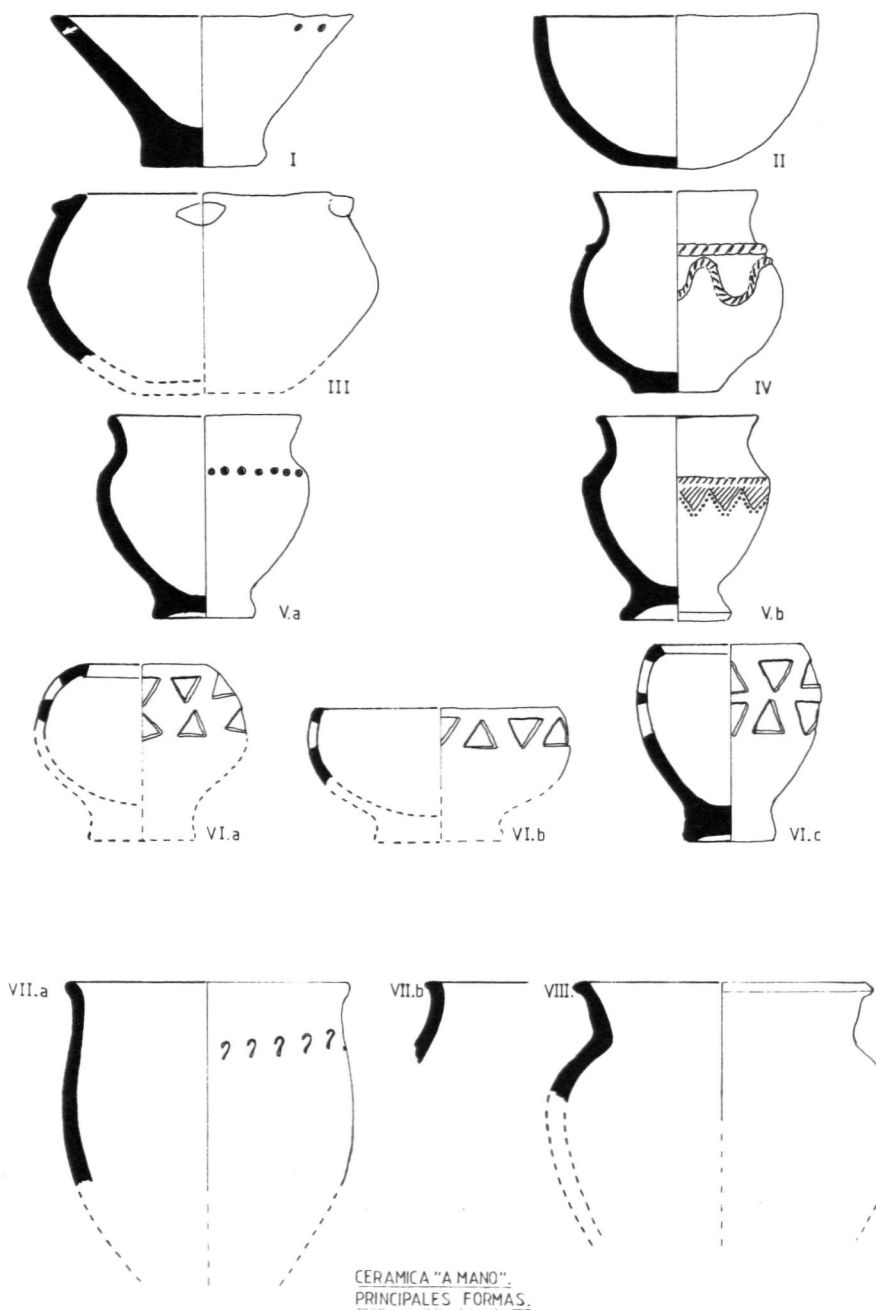 I
II
III
IV
V.a
V.b
VI.a
VI.b
VI.c
VII.a
VII.b
VIII.
CERAMICA "A MANO".
PRINCIPALES FORMAS.